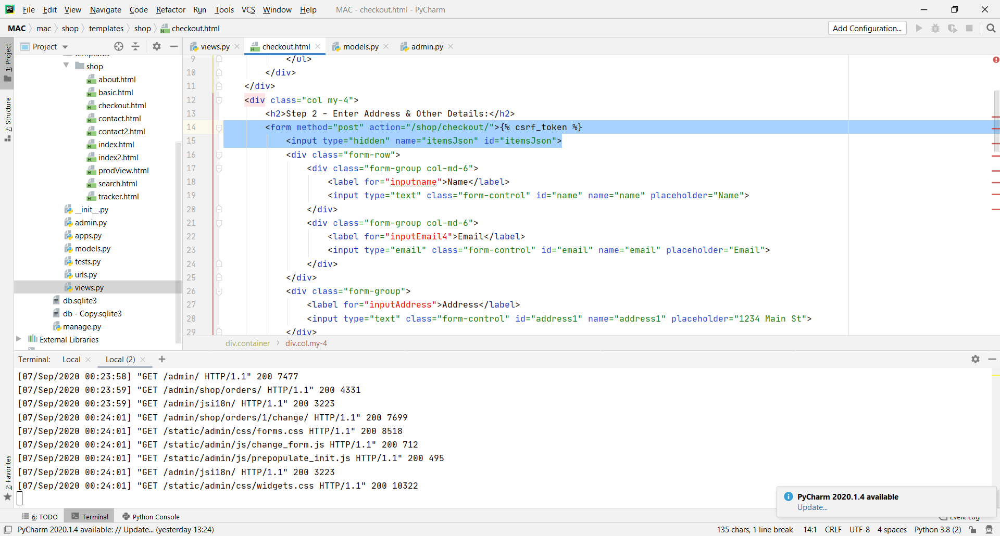 File Edit View Navigate Code Refactor Run Tools VCS Window Help MAC - checkout.html - PyCharm
MAC mac shop templates shop checkout.html Add Configuration...
1: Project
7: Structure
2: Favorites
Project
templates
shop
about.html
basic.html
checkout.html
contact.html
contact2.html
index.html
index2.html
prodView.html
search.html
tracker.html
__init__.py
admin.py
apps.py
models.py
tests.py
urls.py
views.py
db.sqlite3
db - Copy.sqlite3
manage.py
External Libraries
views.py checkout.html models.py admin.py
9 </ul>
10 </div>
11 </div>
12 <div class="col my-4">
13 <h2>Step 2 - Enter Address & Other Details:</h2>
14 <form method="post" action="/shop/checkout/">{% csrf_token %}
15 <input type="hidden" name="itemsJson" id="itemsJson">
16 <div class="form-row">
17 <div class="form-group col-md-6">
18 <label for="inputname">Name</label>
19 <input type="text" class="form-control" id="name" name="name" placeholder="Name">
20 </div>
21 <div class="form-group col-md-6">
22 <label for="inputEmail4">Email</label>
23 <input type="email" class="form-control" id="email" name="email" placeholder="Email">
24 </div>
25 </div>
26 <div class="form-group">
27 <label for="inputAddress">Address</label>
28 <input type="text" class="form-control" id="address1" name="address1" placeholder="1234 Main St">
29 </div>
div.container div.col.my-4
Terminal: Local Local (2)
[07/Sep/2020 00:23:58] "GET /admin/ HTTP/1.1" 200 7477
[07/Sep/2020 00:23:59] "GET /admin/shop/orders/ HTTP/1.1" 200 4331
[07/Sep/2020 00:23:59] "GET /admin/jsi18n/ HTTP/1.1" 200 3223
[07/Sep/2020 00:24:01] "GET /admin/shop/orders/1/change/ HTTP/1.1" 200 7699
[07/Sep/2020 00:24:01] "GET /static/admin/css/forms.css HTTP/1.1" 200 8518
[07/Sep/2020 00:24:01] "GET /static/admin/js/change_form.js HTTP/1.1" 200 712
[07/Sep/2020 00:24:01] "GET /static/admin/js/prepopulate_init.js HTTP/1.1" 200 495
[07/Sep/2020 00:24:01] "GET /admin/jsi18n/ HTTP/1.1" 200 3223
[07/Sep/2020 00:24:01] "GET /static/admin/css/widgets.css HTTP/1.1" 200 10322
PyCharm 2020.1.4 available
Update...
6: TODO Terminal Python Console Event Log
PyCharm 2020.1.4 available: // Update... (yesterday 13:24) 135 chars, 1 line break 14:1 CRLF UTF-8 4 spaces Python 3.8 (2)